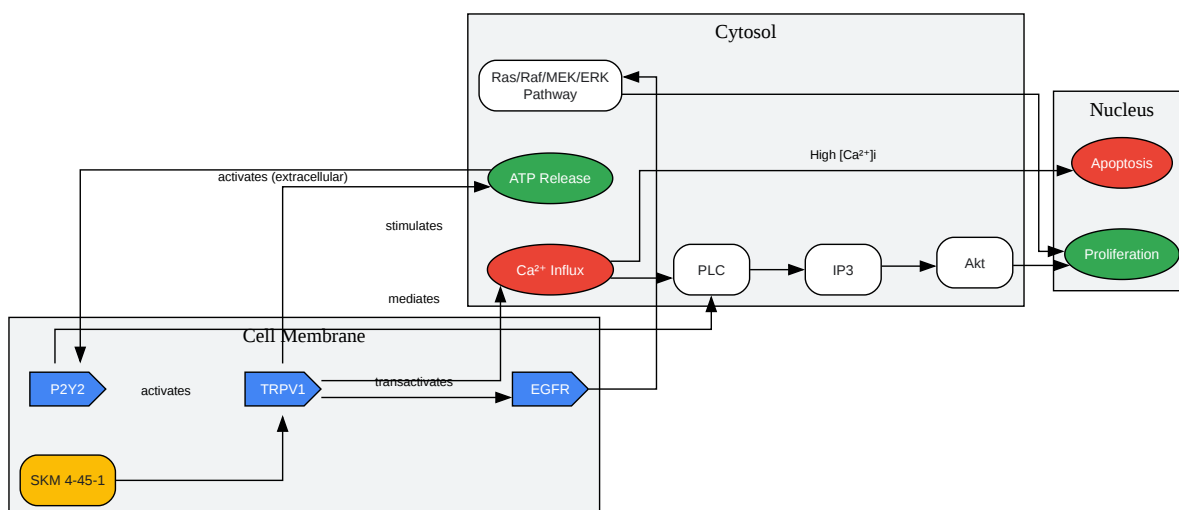 Cytosol
Ras/Raf/MEK/ERK
Pathway
Nucleus
High [Ca²⁺]i
Apoptosis
activates (extracellular)
ATP Release
stimulates
Proliferation
Ca²⁺ Influx
PLC
IP3
Akt
mediates
Cell Membrane
P2Y2
activates
TRPV1
transactivates
EGFR
SKM 4-45-1